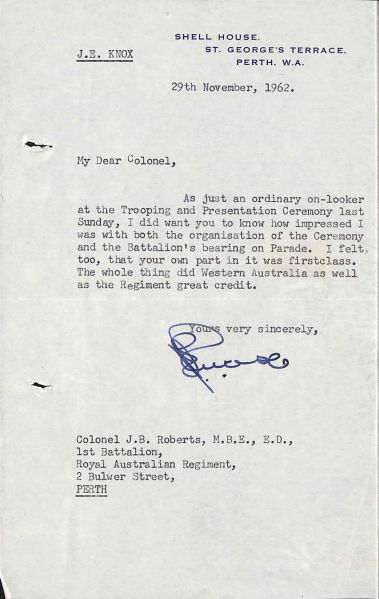 SHELL HOUSE.
ST. GEORGE'S TERRACE.
PERTH. W.A.
J.E. KNOX
29th November, 1962.
My Dear Colonel,
As just an ordinary on-looker
at the Trooping and Presentation Ceremony last
Sunday, I did want you to know how impressed I
was with both the organisation of the Ceremony
and the Battalion's bearing on Parade. I felt,
too, that your own part in it was firstclass.
The whole thing did Western Australia as well
as the Regiment great credit.
Yours very sincerely,
Colonel J.B. Roberts, M.B.E., E.D.,
1st Battalion,
Royal Australian Regiment,
2 Bulwer Street,
PERTH